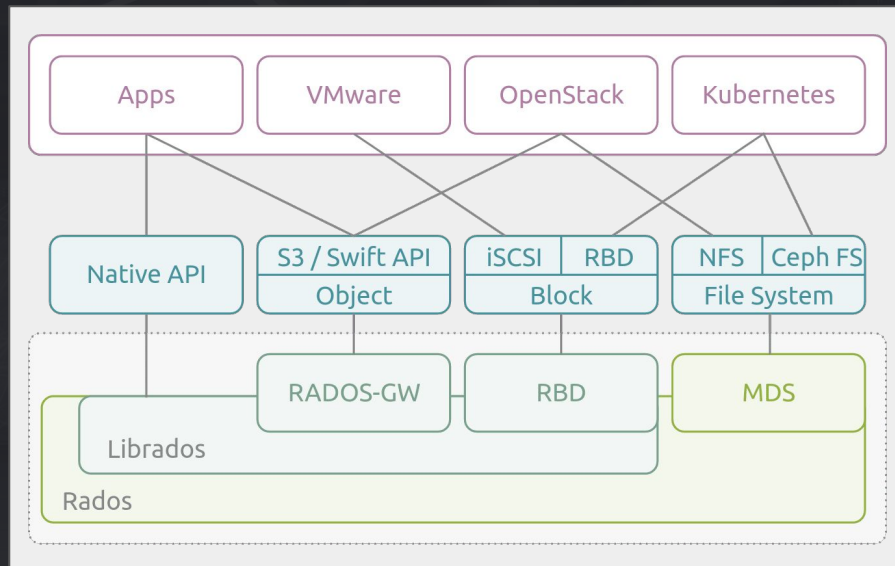 Apps
VMware
OpenStack
Kubernetes
Native API
S3 / Swift API
Object
iSCSI
RBD
Block
NFS
Ceph FS
File System
RADOS-GW
RBD
MDS
Librados
Rados